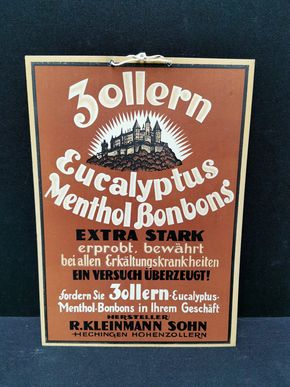 Zollern
Eucalyptus
Menthol Bonbons
EXTRA STARK
erprobt, bewährt
bei allen Erkältungskrankheiten
EIN VERSUCH ÜBERZEUGT!
Fordern Sie Zollern-Eucalyptus-
Menthol-Bonbons in Ihrem Geschäft
HERSTELLER
R. KLEINMANN SOHN
HECHINGEN HOHENZOLLERN